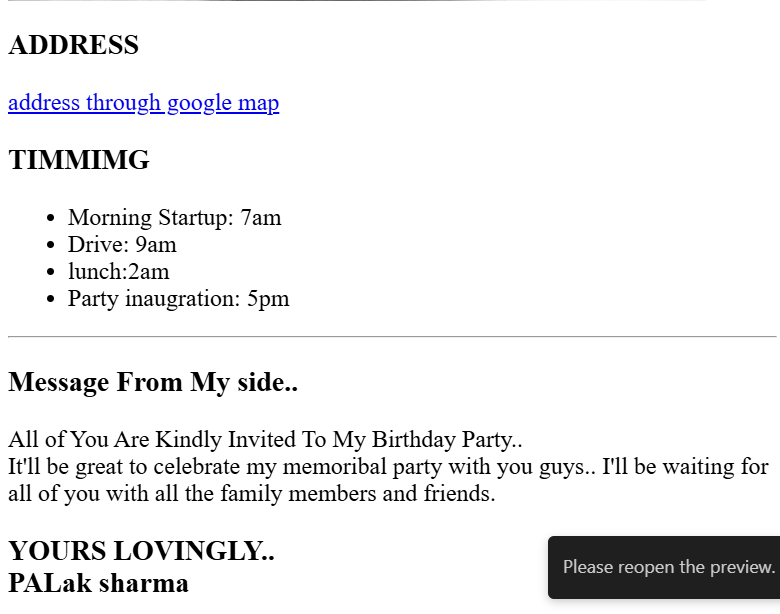 ADDRESS
address through google map
TIMMIMG
Morning Startup: 7am
Drive: 9am
lunch:2am
Party inaugration: 5pm
Message From My side..
All of You Are Kindly Invited To My Birthday Party..
It'll be great to celebrate my memoribal party with you guys.. I'll be waiting for
all of you with all the family members and friends.
YOURS LOVINGLY..
PALak sharma
Please reopen the preview.